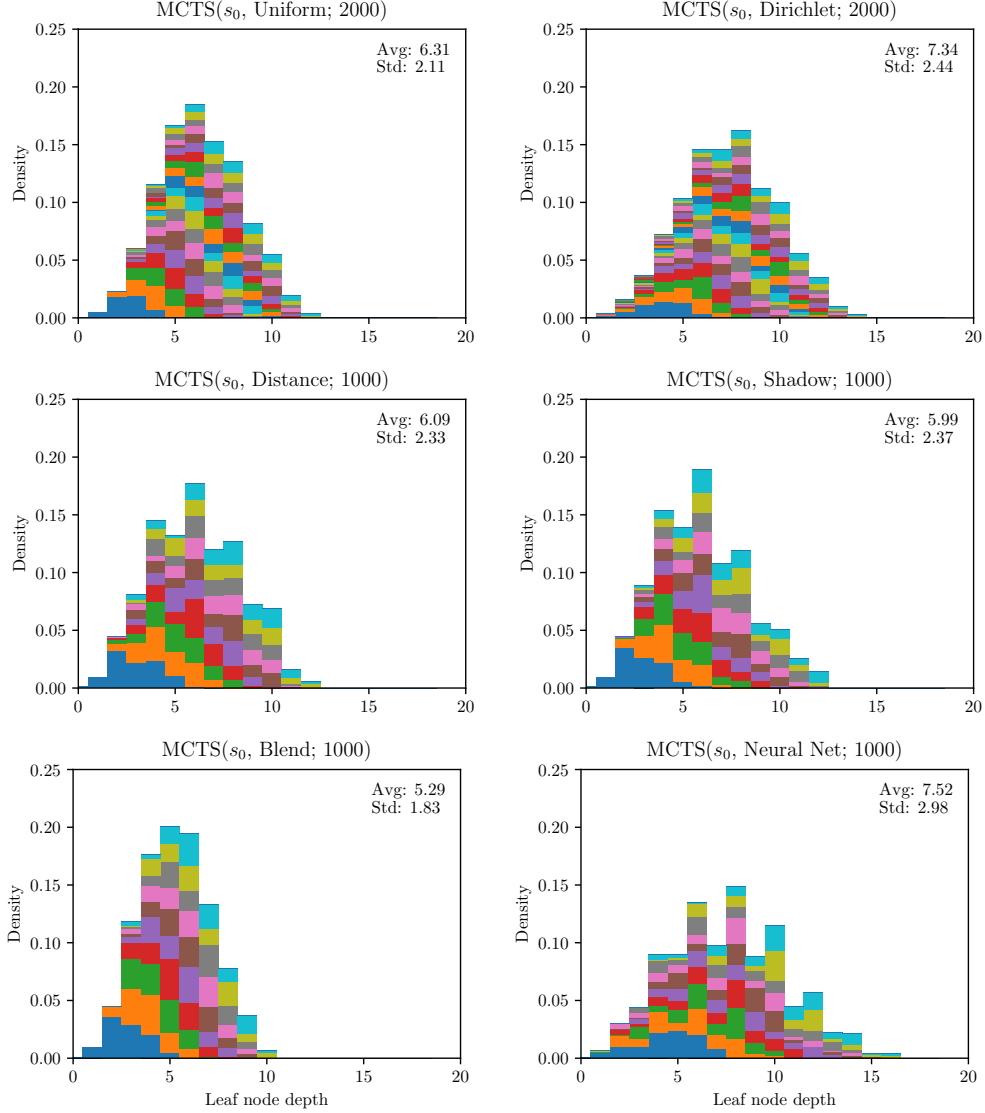 MCTS(s₀, Uniform; 2000)
0.25
0.20
0.15
0.10
0.05
0.00
Density
Avg: 6.31
Std: 2.11
0 5 10 15 20
MCTS(s₀, Dirichlet; 2000)
0.25
0.20
0.15
0.10
0.05
0.00
Density
Avg: 7.34
Std: 2.44
0 5 10 15 20
MCTS(s₀, Distance; 1000)
0.25
0.20
0.15
0.10
0.05
0.00
Density
Avg: 6.09
Std: 2.33
0 5 10 15 20
MCTS(s₀, Shadow; 1000)
0.25
0.20
0.15
0.10
0.05
0.00
Density
Avg: 5.99
Std: 2.37
0 5 10 15 20
MCTS(s₀, Blend; 1000)
0.25
0.20
0.15
0.10
0.05
0.00
Density
Avg: 5.29
Std: 1.83
0 5 10 15 20
Leaf node depth
MCTS(s₀, Neural Net; 1000)
0.25
0.20
0.15
0.10
0.05
0.00
Density
Avg: 7.52
Std: 2.98
0 5 10 15 20
Leaf node depth